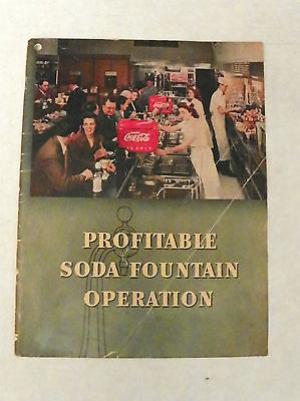 Coca-Cola
PROFITABLE
SODA FOUNTAIN
OPERATION